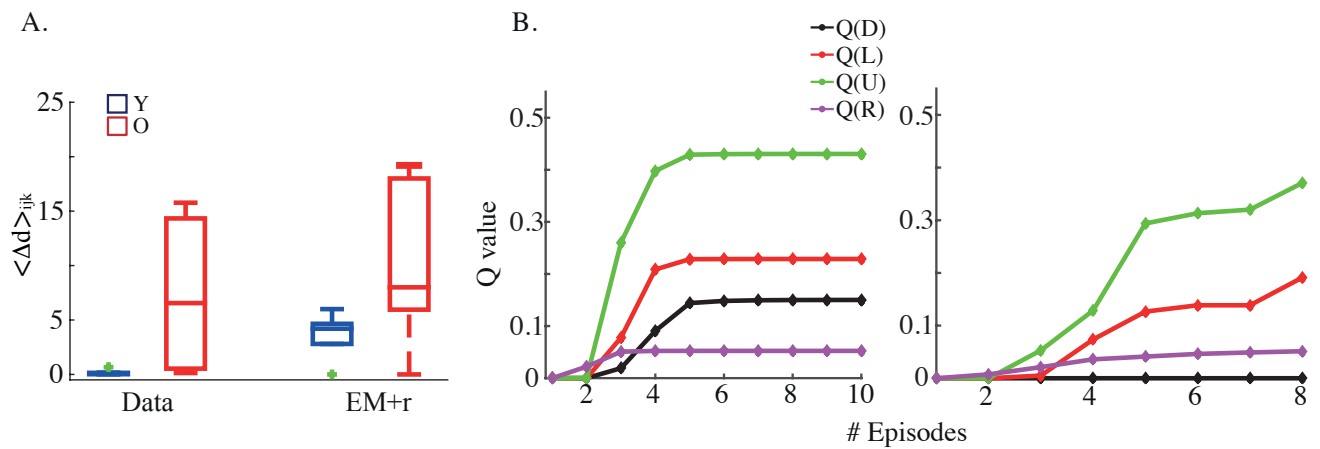 A.
25
15
5
0
<Δd>ijk
Y
O
Data
EM+r
B.
Q(D)
Q(L)
Q(U)
Q(R)
0.5
0.3
0.1
0
Q value
2
4
6
8
10
0.5
0.3
0.1
0
2
4
6
8
# Episodes